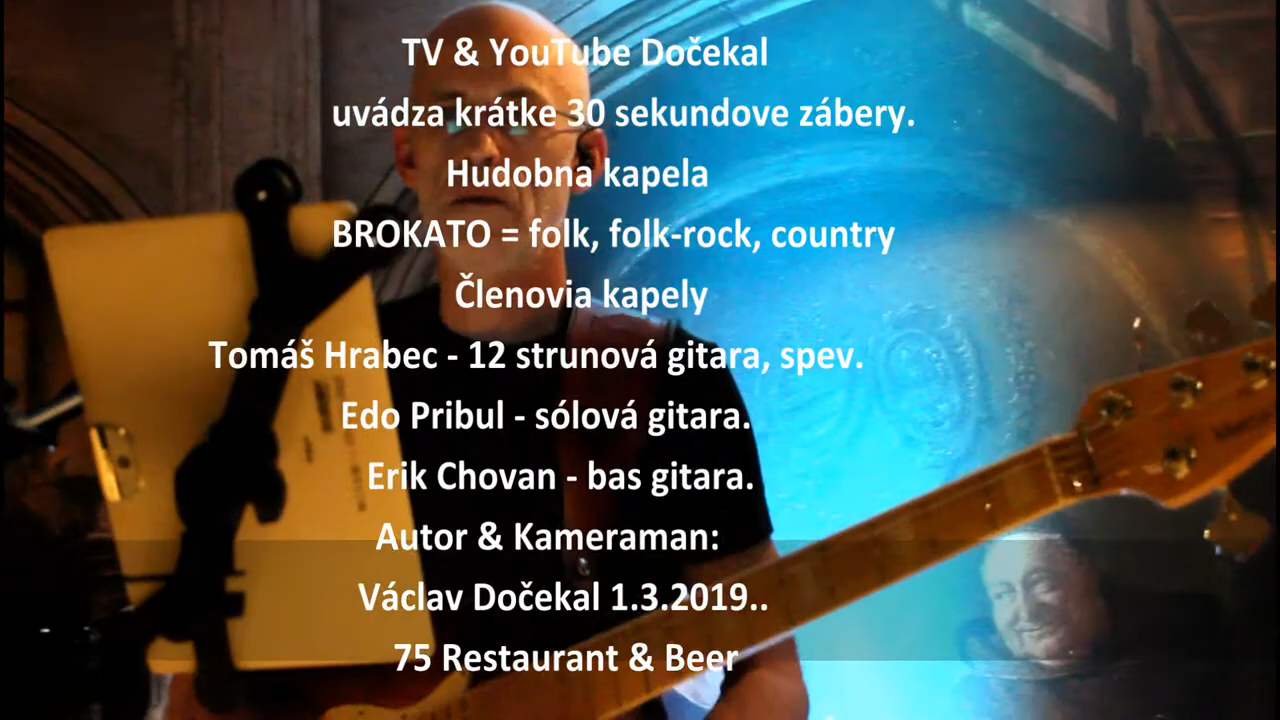 TV & YouTube Dočekal
uvádza krátke 30 sekundove zábery.
Hudobna kapela
BROKATO = folk, folk-rock, country
Členovia kapely
Tomáš Hrabec - 12 strunová gitara, spev.
Edo Pribul - sólová gitara.
Erik Chovan - bas gitara.
Autor & Kameraman:
Václav Dočekal 1.3.2019..
75 Restaurant & Beer